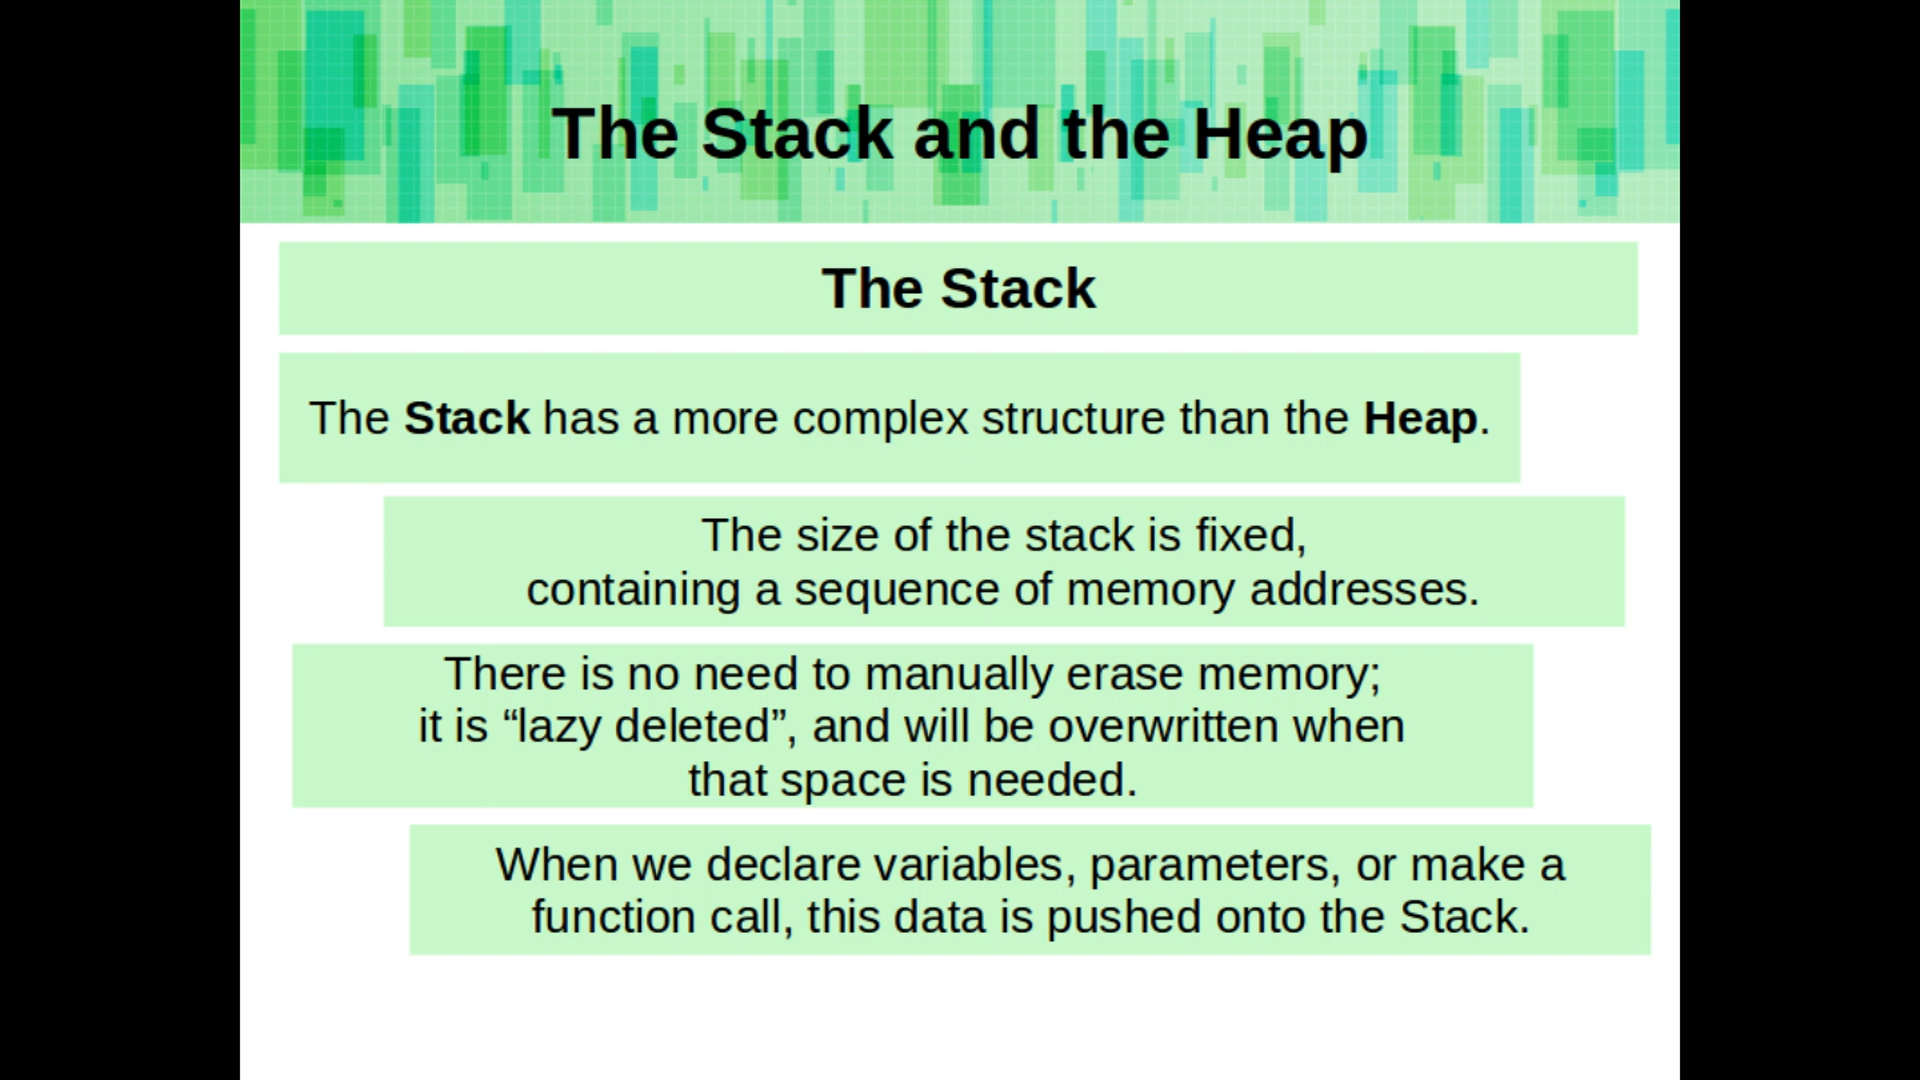 The Stack and the Heap
The Stack
The Stack has a more complex structure than the Heap.
The size of the stack is fixed,
containing a sequence of memory addresses.
There is no need to manually erase memory;
it is “lazy deleted”, and will be overwritten when
that space is needed.
When we declare variables, parameters, or make a
function call, this data is pushed onto the Stack.